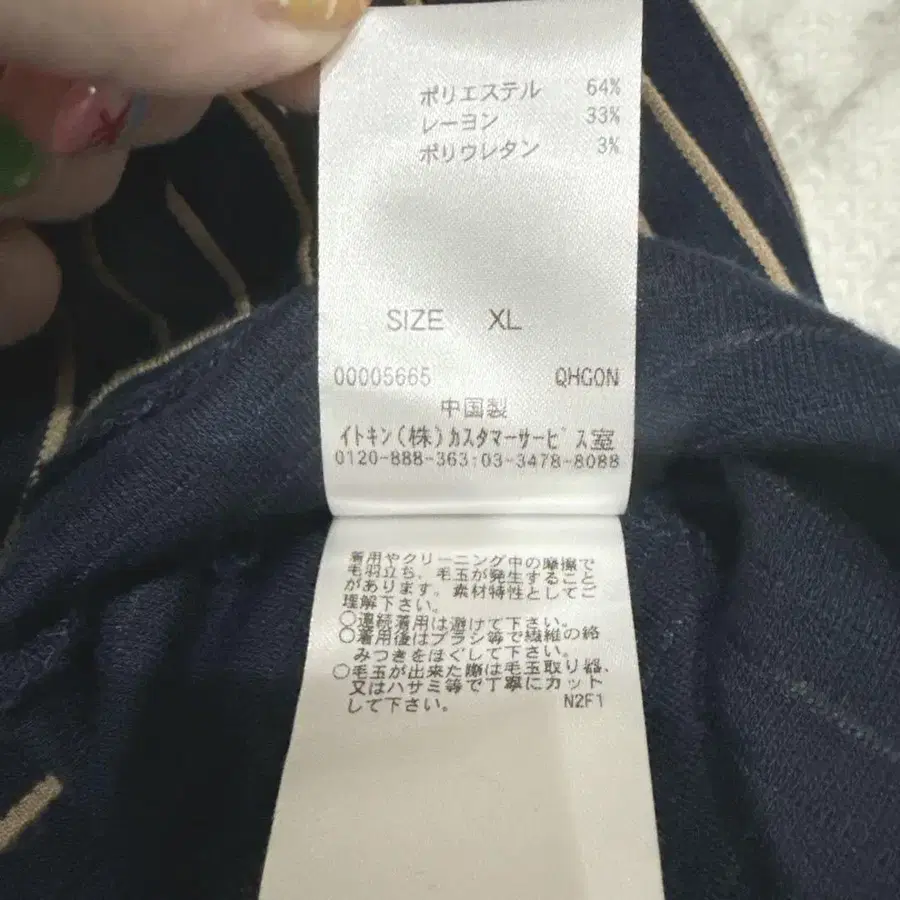 ポリエステル 64%
レーヨン 33%
ポリウレタン 3%
SIZE XL
00005665 QHGON
中国製
イトキン(株)カスタマーサービス室
0120-888-363:03-3478-8088
着用やクリーニング中の摩擦で
毛羽立ち、毛玉が発生すること
があります。素材特性としてご
理解下さい。
○連続着用は避けて下さい。
○着用後はブラシ等で繊維の絡
みつきをほぐして下さい。
○毛玉が出来た際は毛玉取り器、
又はハサミ等で丁寧にカット
して下さい。 N2F1